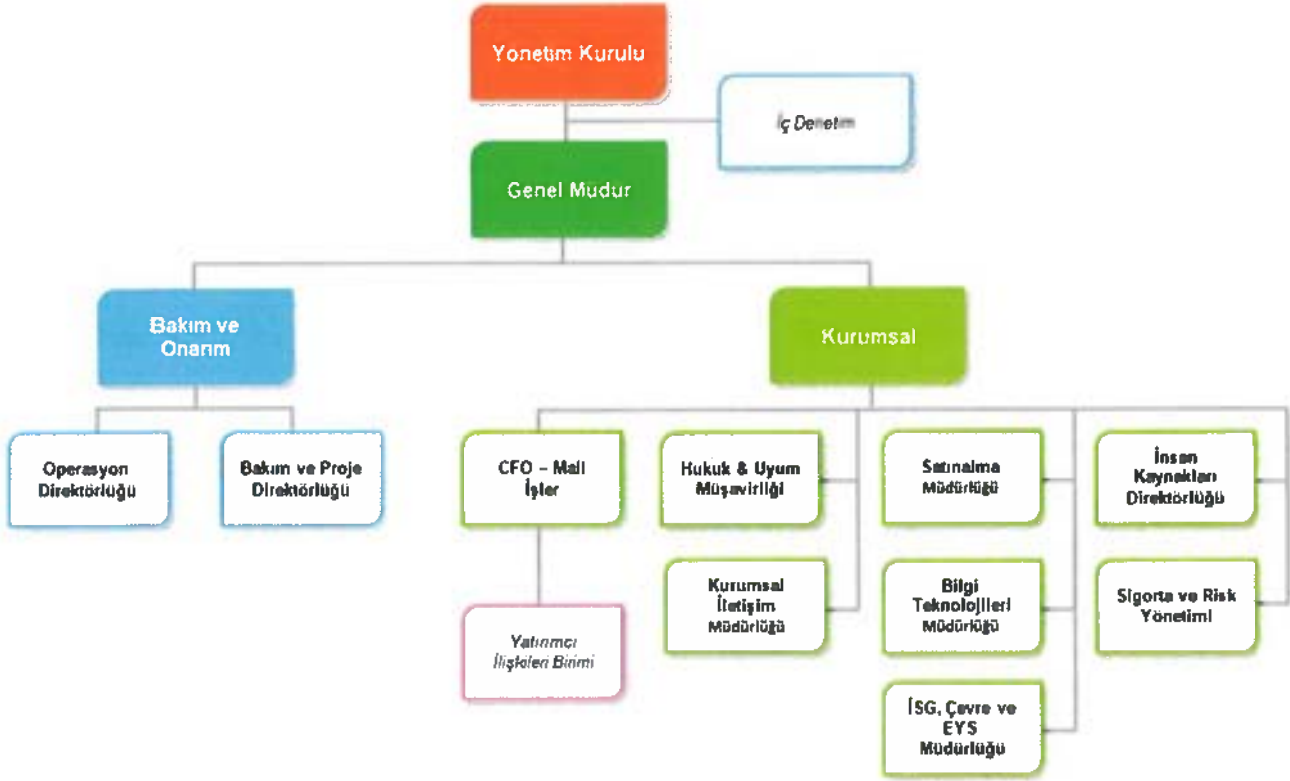 Yönetim Kurulu
İç Denetim
Genel Müdür
Bakım ve
Onarım
Kurumsal
Operasyon
Direktörlüğü
Bakım ve Proje
Direktörlüğü
CFO – Mali
İşler
Hukuk & Uyum
Müşavirliği
Satınalma
Müdürlüğü
İnsan
Kaynakları
Direktörlüğü
Yatırımcı
İlişkileri Birimi
Kurumsal
İletişim
Müdürlüğü
Bilgi
Teknolojileri
Müdürlüğü
Sigorta ve Risk
Yönetimi
İSG, Çevre ve
EYS
Müdürlüğü